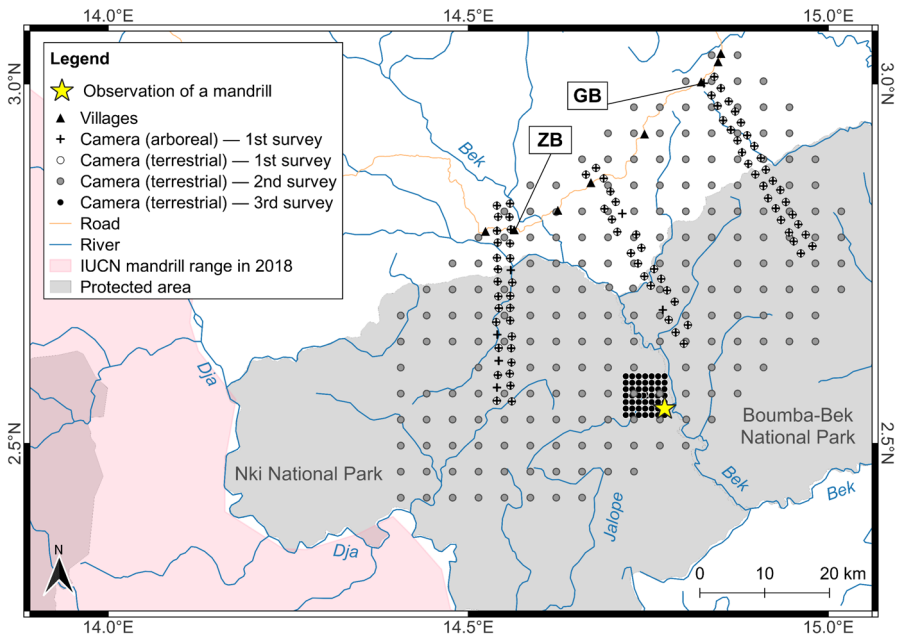 14.0°E
14.5°E
15.0°E
3.0°N
3.0°N
Legend
Observation of a mandrill
Villages
Camera (arboreal) — 1st survey
Camera (terrestrial) — 1st survey
Camera (terrestrial) — 2nd survey
Camera (terrestrial) — 3rd survey
Road
River
IUCN mandrill range in 2018
Protected area
GB
ZB
Bek
Dja
Boumba-Bek
National Park
2.5°N
2.5°N
Nki National Park
Bek
Bek
Jalope
Dja
N
0 10 20 km
14.0°E
14.5°E
15.0°E